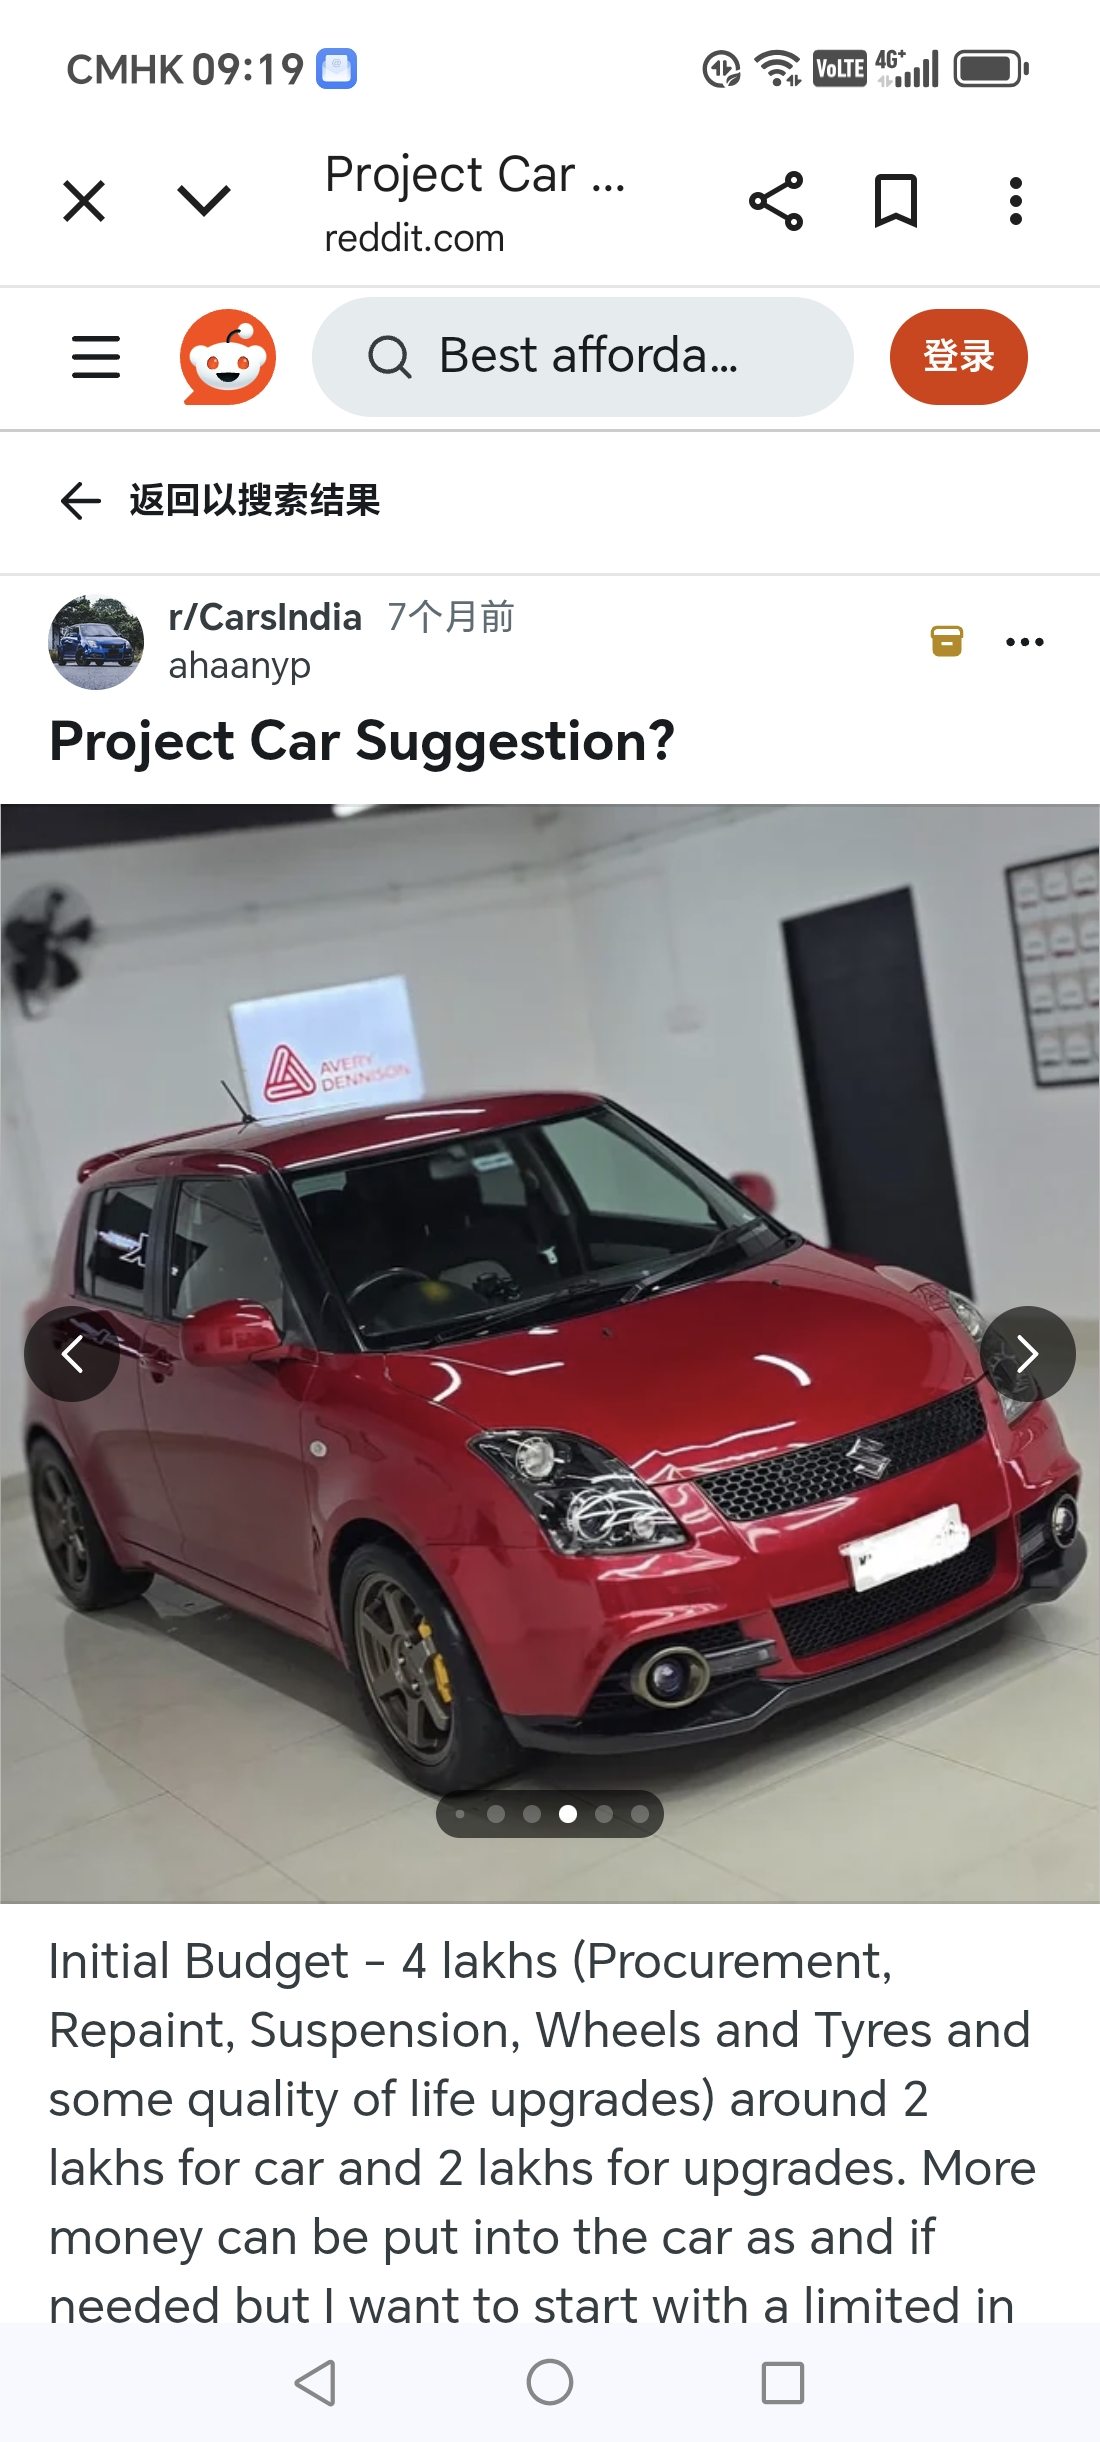 CMHK 09:19
VoLTE 4G+
Project Car ...
reddit.com
Best afforda...
登录
返回以搜索结果
r/CarsIndia 7个月前
ahaanyp
Project Car Suggestion?
AVERY
DENNISON
Initial Budget - 4 lakhs (Procurement,
Repaint, Suspension, Wheels and Tyres and
some quality of life upgrades) around 2
lakhs for car and 2 lakhs for upgrades. More
money can be put into the car as and if
needed but I want to start with a limited in